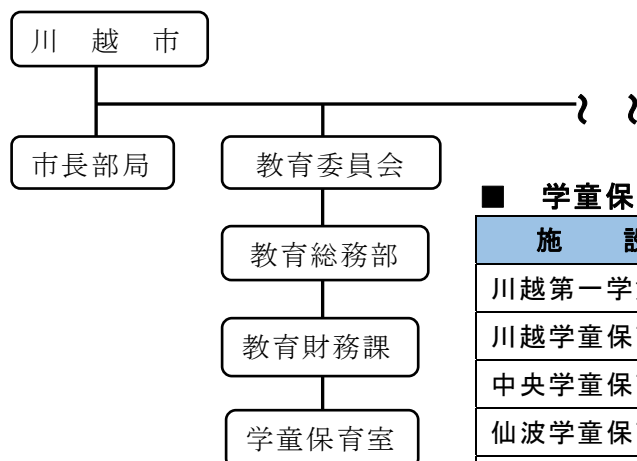 川　越　市
市長部局
教育委員会
教育総務部
教育財務課
学童保育室
■　学童保
施
川越第一学
川越学童保
中央学童保
仙波学童保